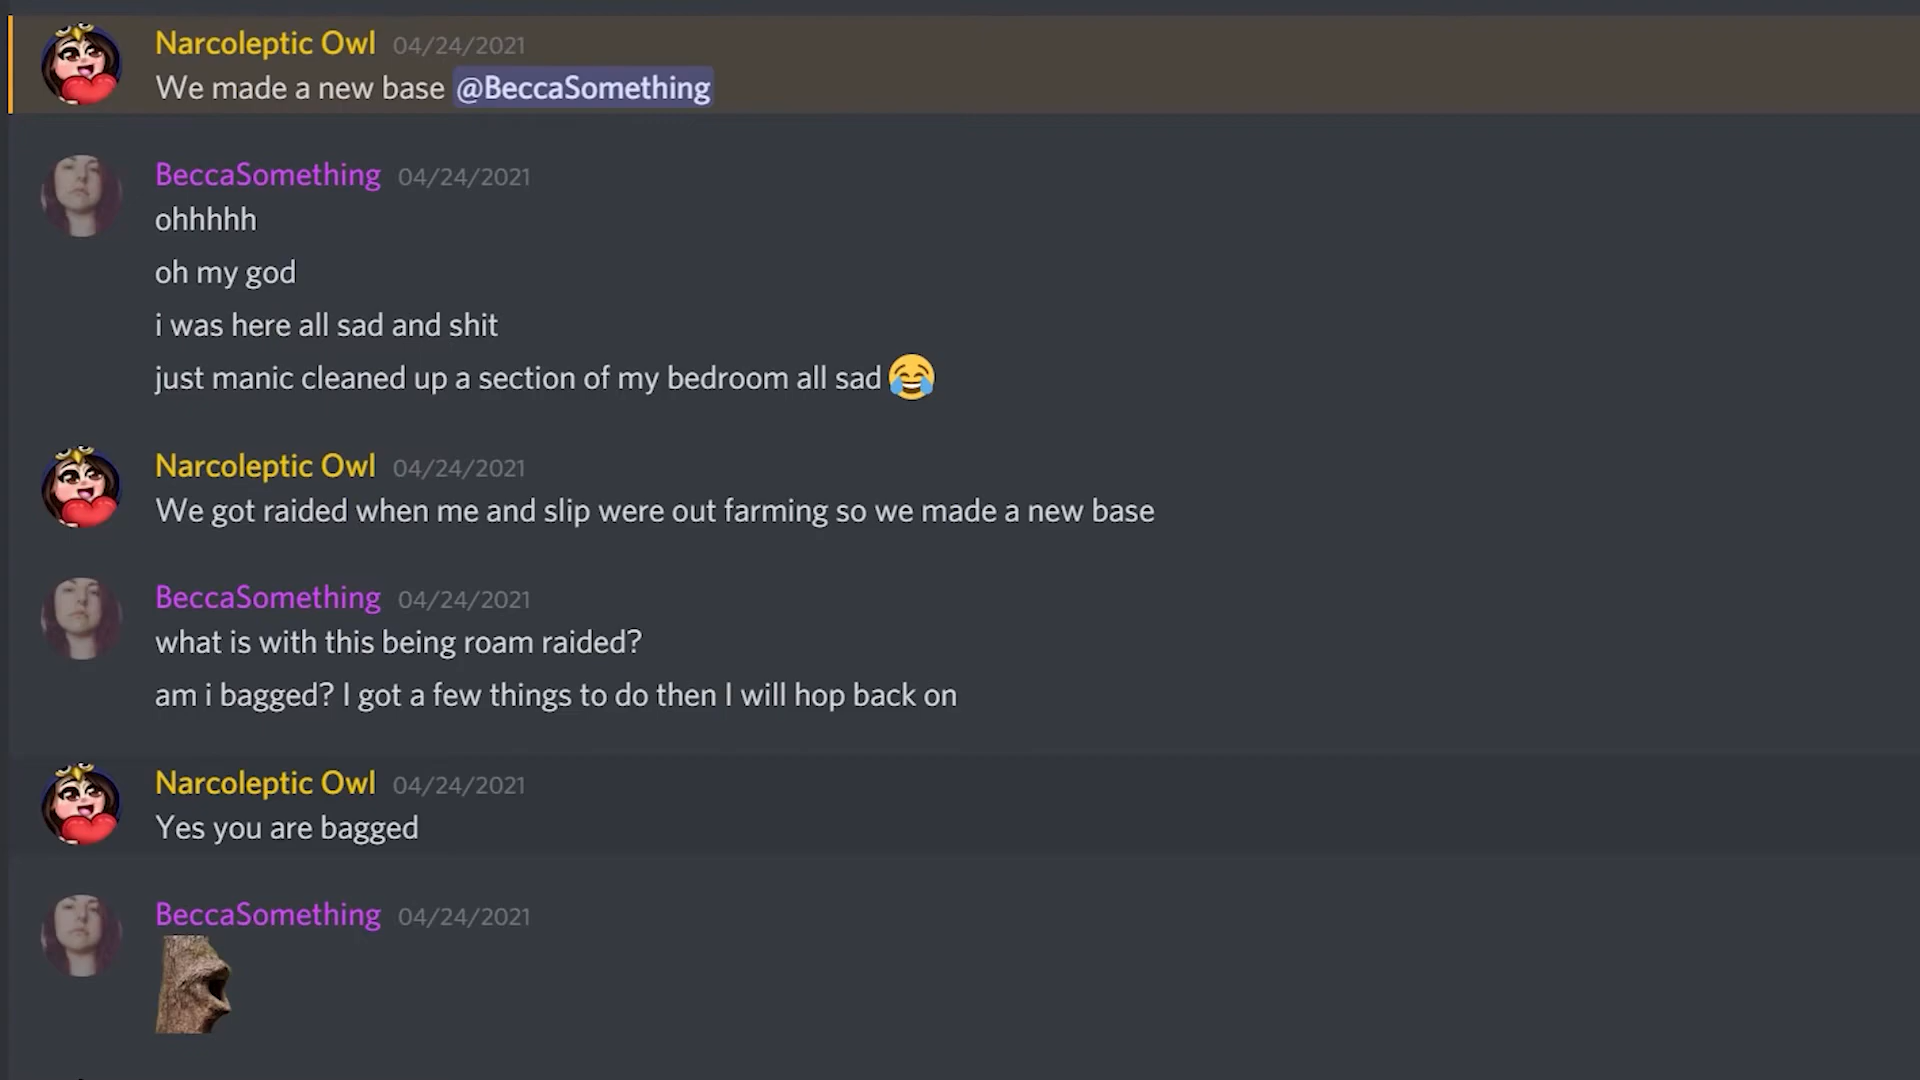 Narcoleptic Owl 04/24/2021
We made a new base @BeccaSomething
BeccaSomething 04/24/2021
ohhhhh
oh my god
i was here all sad and shit
just manic cleaned up a section of my bedroom all sad 😂
Narcoleptic Owl 04/24/2021
We got raided when me and slip were out farming so we made a new base
BeccaSomething 04/24/2021
what is with this being roam raided?
am i bagged? I got a few things to do then I will hop back on
Narcoleptic Owl 04/24/2021
Yes you are bagged
BeccaSomething 04/24/2021